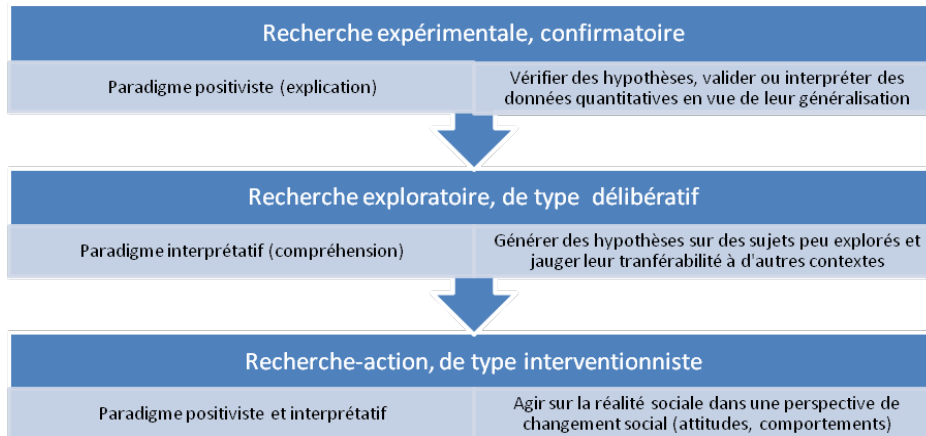 Recherche expérimentale, confirmatoire
Paradigme positiviste (explication)
Vérifier des hypothèses, valider ou interpréter des
données quantitatives en vue de leur généralisation
Recherche exploratoire, de type délibératif
Paradigme interprétatif (compréhension)
Générer des hypothèses sur des sujets peu explorés et
jauger leur tranférabilité à d'autres contextes
Recherche-action, de type interventionniste
Paradigme positiviste et interprétatif
Agir sur la réalité sociale dans une perspective de
changement social (attitudes, comportements)